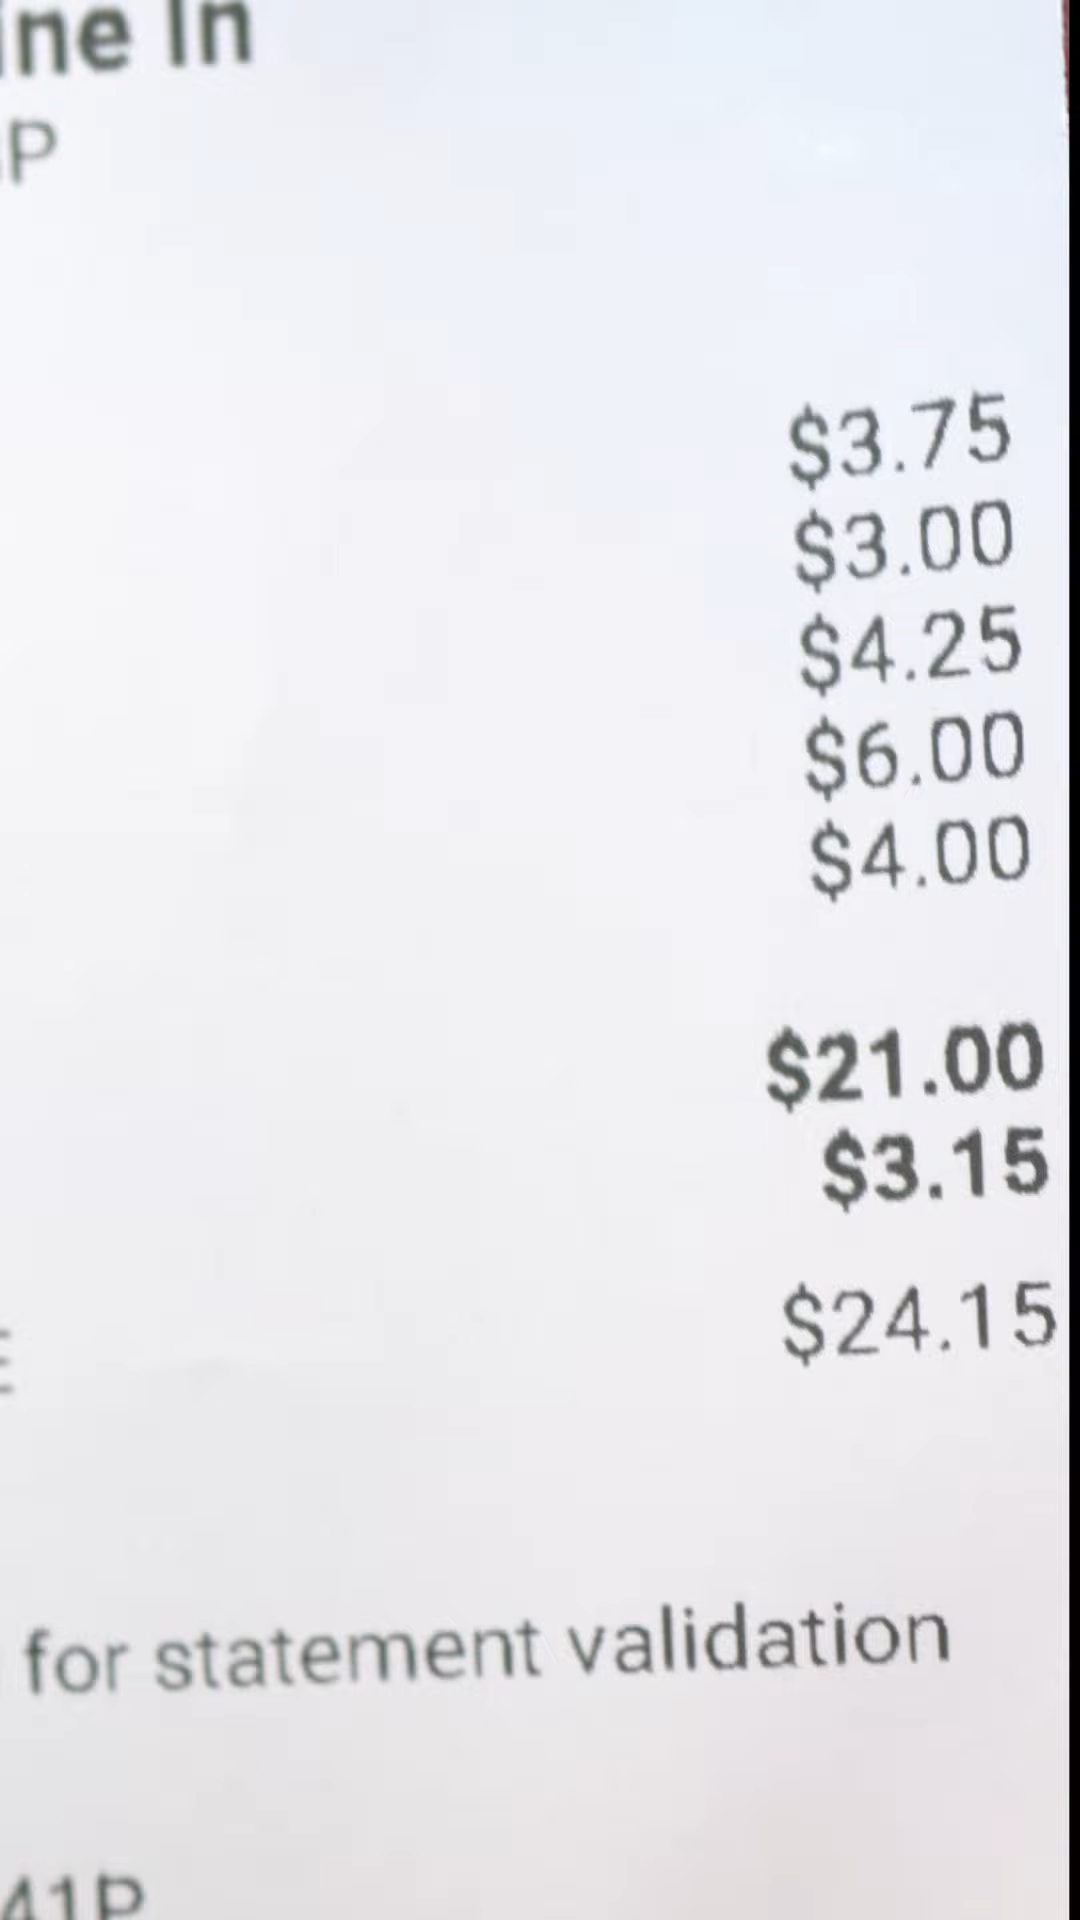 ine In
P
$3.75
$3.00
$4.25
$6.00
$4.00
$21.00
$3.15
$24.15
for statement validation
41P